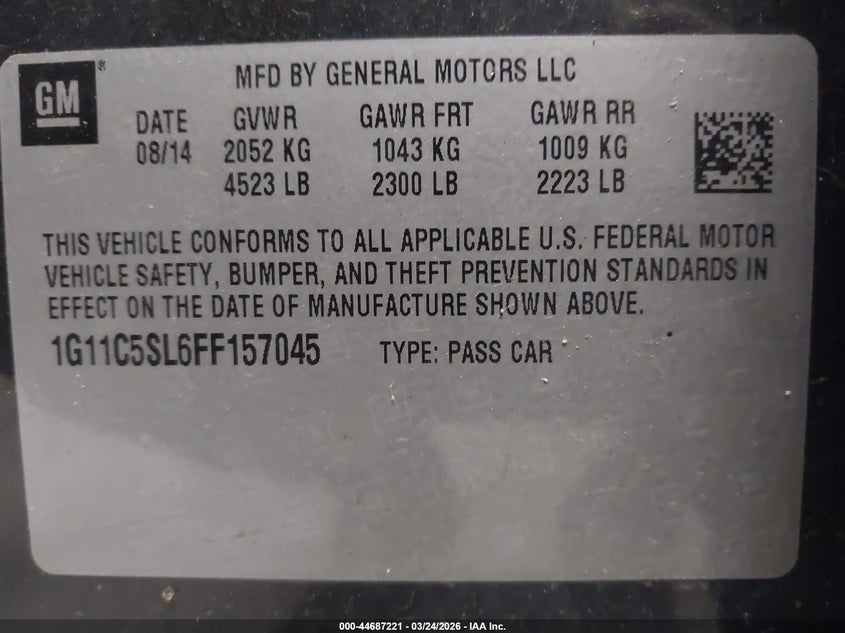 GM ®
MFD BY GENERAL MOTORS LLC
DATE GVWR GAWR FRT GAWR RR
08/14 2052 KG 1043 KG 1009 KG
4523 LB 2300 LB 2223 LB
THIS VEHICLE CONFORMS TO ALL APPLICABLE U.S. FEDERAL MOTOR
VEHICLE SAFETY, BUMPER, AND THEFT PREVENTION STANDARDS IN
EFFECT ON THE DATE OF MANUFACTURE SHOWN ABOVE.
1G11C5SL6FF157045 TYPE: PASS CAR
000-44687221 - 03/24/2026 - IAA Inc.